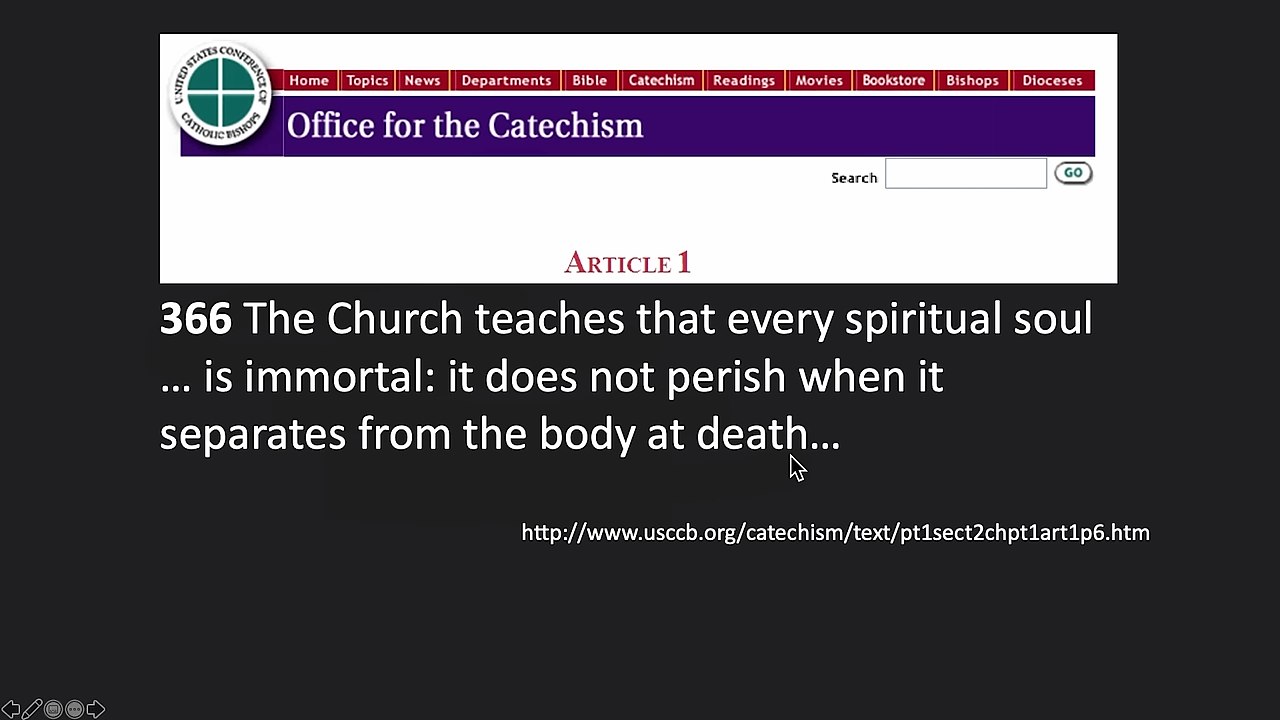 UNITED STATES CONFERENCE OF CATHOLIC BISHOPS
Home Topics News Departments Bible Catechism Readings Movies Bookstore Bishops Dioceses
Office for the Catechism
Search GO
ARTICLE 1
366 The Church teaches that every spiritual soul
… is immortal: it does not perish when it
separates from the body at death…
http://www.usccb.org/catechism/text/pt1sect2chpt1art1p6.htm